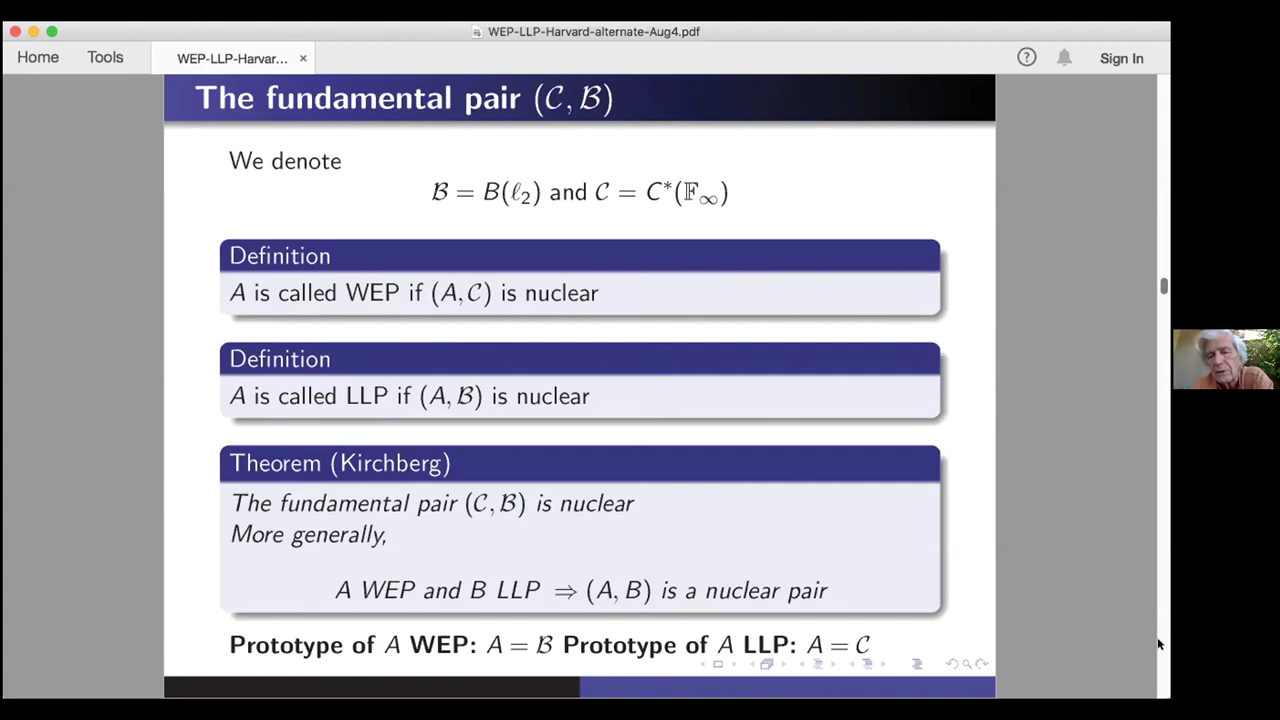 WEP-LLP-Harvard-alternate-Aug4.pdf
Home Tools WEP-LLP-Harvar... × ? Sign In
The fundamental pair (𝒞, ℬ)
We denote
ℬ = B(ℓ₂) and 𝒞 = C*(𝔽∞)
Definition
A is called WEP if (A, 𝒞) is nuclear
Definition
A is called LLP if (A, ℬ) is nuclear
Theorem (Kirchberg)
The fundamental pair (𝒞, ℬ) is nuclear
More generally,
A WEP and B LLP ⇒ (A, B) is a nuclear pair
Prototype of A WEP: A = ℬ Prototype of A LLP: A = 𝒞